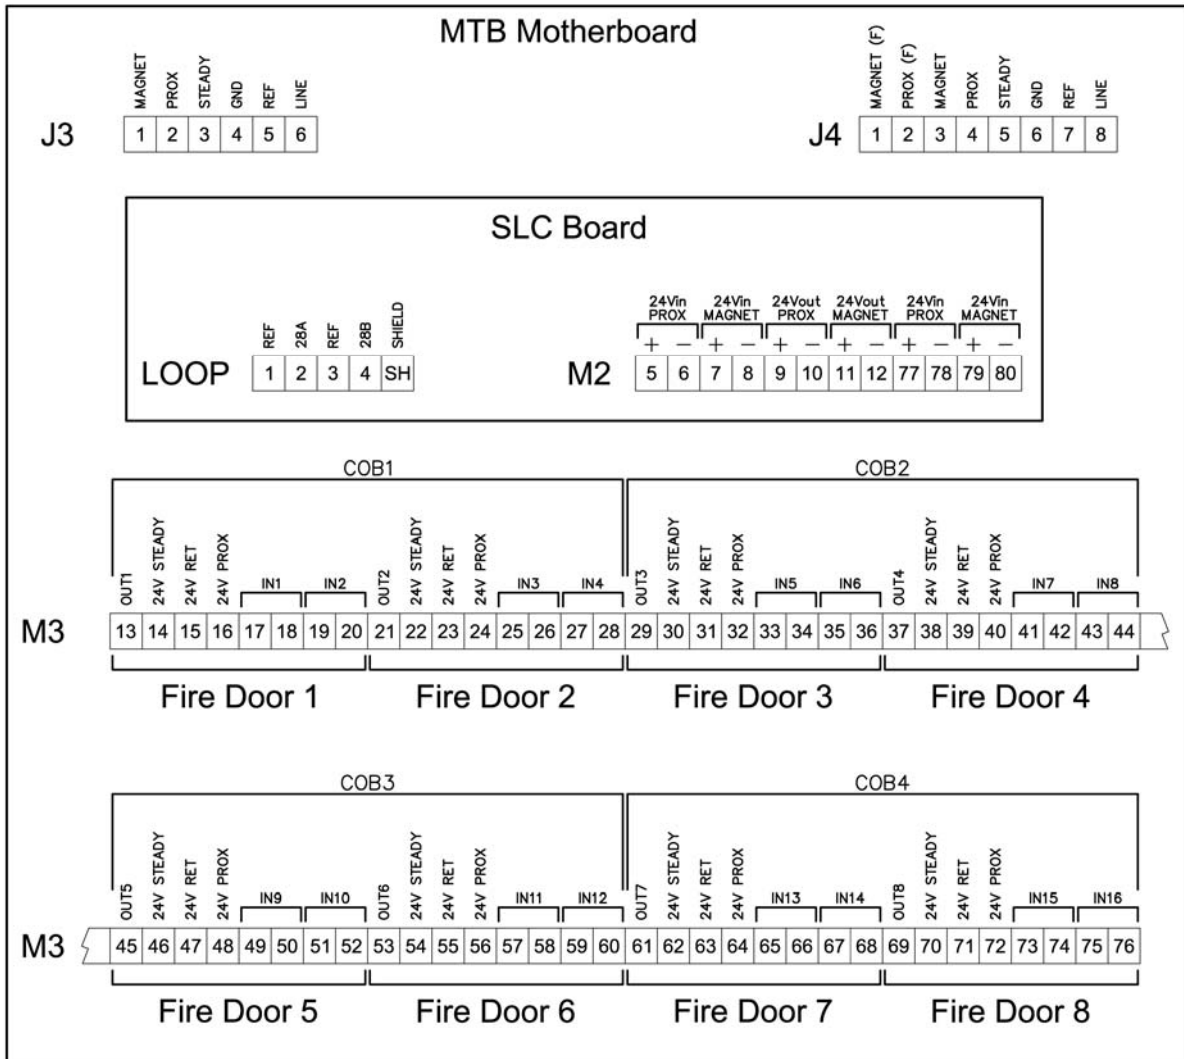 MTB Motherboard
MAGNET PROX STEADY GND REF LINE
J3 1 2 3 4 5 6
MAGNET (F) PROX (F) MAGNET PROX STEADY GND REF LINE
J4 1 2 3 4 5 6 7 8
SLC Board
REF 28A REF 28B SHIELD
LOOP 1 2 3 4 SH
24Vin 24Vin 24Vout 24Vout 24Vin 24Vin
PROX MAGNET PROX MAGNET PROX MAGNET
+ − + − + − + − + − + −
M2 5 6 7 8 9 10 11 12 77 78 79 80
COB1 COB2
OUT1 24V STEADY 24V RET 24V PROX IN1 IN2 OUT2 24V STEADY 24V RET 24V PROX IN3 IN4 OUT3 24V STEADY 24V RET 24V PROX IN5 IN6 OUT4 24V STEADY 24V RET 24V PROX IN7 IN8
M3 13 14 15 16 17 18 19 20 21 22 23 24 25 26 27 28 29 30 31 32 33 34 35 36 37 38 39 40 41 42 43 44
Fire Door 1 Fire Door 2 Fire Door 3 Fire Door 4
COB3 COB4
OUT5 24V STEADY 24V RET 24V PROX IN9 IN10 OUT6 24V STEADY 24V RET 24V PROX IN11 IN12 OUT7 24V STEADY 24V RET 24V PROX IN13 IN14 OUT8 24V STEADY 24V RET 24V PROX IN15 IN16
M3 45 46 47 48 49 50 51 52 53 54 55 56 57 58 59 60 61 62 63 64 65 66 67 68 69 70 71 72 73 74 75 76
Fire Door 5 Fire Door 6 Fire Door 7 Fire Door 8